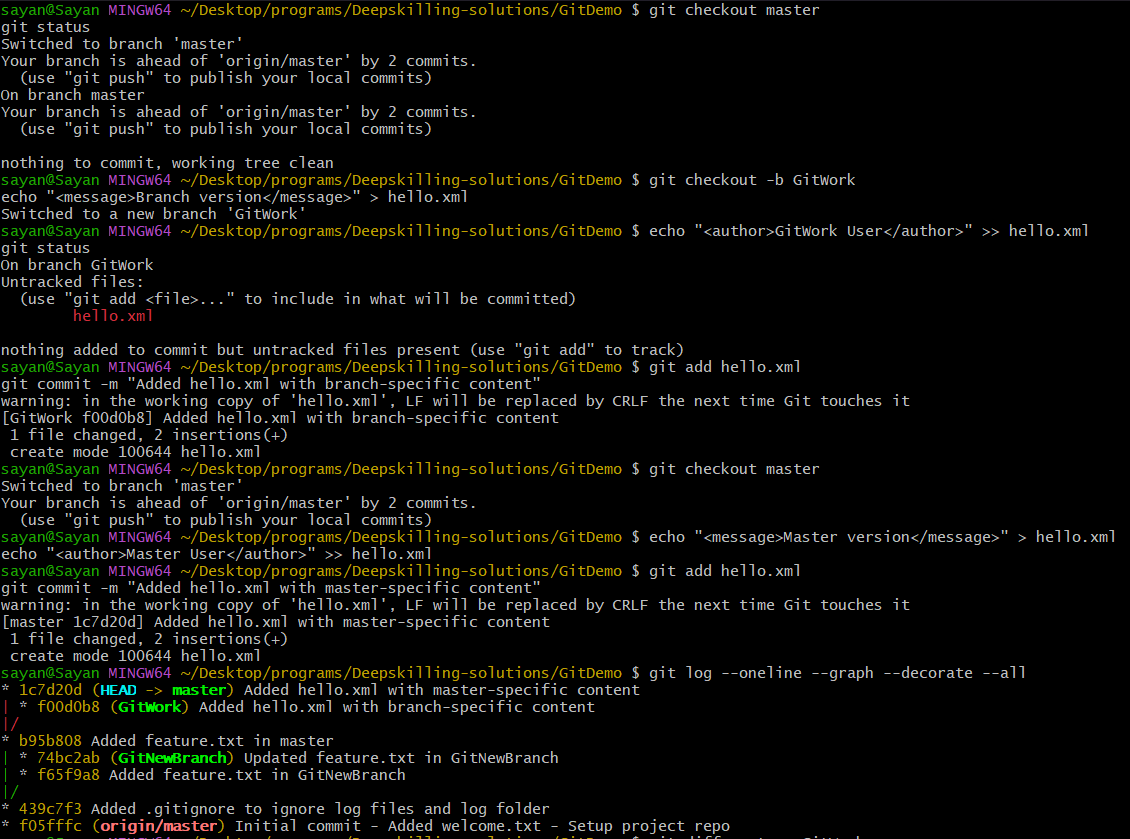 sayan@Sayan MINGW64 ~/Desktop/programs/Deepskilling-solutions/GitDemo $ git checkout master
git status
Switched to branch 'master'
Your branch is ahead of 'origin/master' by 2 commits.
  (use "git push" to publish your local commits)
On branch master
Your branch is ahead of 'origin/master' by 2 commits.
  (use "git push" to publish your local commits)

nothing to commit, working tree clean
sayan@Sayan MINGW64 ~/Desktop/programs/Deepskilling-solutions/GitDemo $ git checkout -b GitWork
echo "<message>Branch version</message>" > hello.xml
Switched to a new branch 'GitWork'
sayan@Sayan MINGW64 ~/Desktop/programs/Deepskilling-solutions/GitDemo $ echo "<author>GitWork User</author>" >> hello.xml
git status
On branch GitWork
Untracked files:
  (use "git add <file>..." to include in what will be committed)
        hello.xml

nothing added to commit but untracked files present (use "git add" to track)
sayan@Sayan MINGW64 ~/Desktop/programs/Deepskilling-solutions/GitDemo $ git add hello.xml
git commit -m "Added hello.xml with branch-specific content"
warning: in the working copy of 'hello.xml', LF will be replaced by CRLF the next time Git touches it
[GitWork f00d0b8] Added hello.xml with branch-specific content
 1 file changed, 2 insertions(+)
 create mode 100644 hello.xml
sayan@Sayan MINGW64 ~/Desktop/programs/Deepskilling-solutions/GitDemo $ git checkout master
Switched to branch 'master'
Your branch is ahead of 'origin/master' by 2 commits.
  (use "git push" to publish your local commits)
sayan@Sayan MINGW64 ~/Desktop/programs/Deepskilling-solutions/GitDemo $ echo "<message>Master version</message>" > hello.xml
echo "<author>Master User</author>" >> hello.xml
sayan@Sayan MINGW64 ~/Desktop/programs/Deepskilling-solutions/GitDemo $ git add hello.xml
git commit -m "Added hello.xml with master-specific content"
warning: in the working copy of 'hello.xml', LF will be replaced by CRLF the next time Git touches it
[master 1c7d20d] Added hello.xml with master-specific content
 1 file changed, 2 insertions(+)
 create mode 100644 hello.xml
sayan@Sayan MINGW64 ~/Desktop/programs/Deepskilling-solutions/GitDemo $ git log --oneline --graph --decorate --all
* 1c7d20d (HEAD -> master) Added hello.xml with master-specific content
| * f00d0b8 (GitWork) Added hello.xml with branch-specific content
|/
* b95b808 Added feature.txt in master
| * 74bc2ab (GitNewBranch) Updated feature.txt in GitNewBranch
| * f65f9a8 Added feature.txt in GitNewBranch
|/
* 439c7f3 Added .gitignore to ignore log files and log folder
* f05fffc (origin/master) Initial commit - Added welcome.txt - Setup project repo